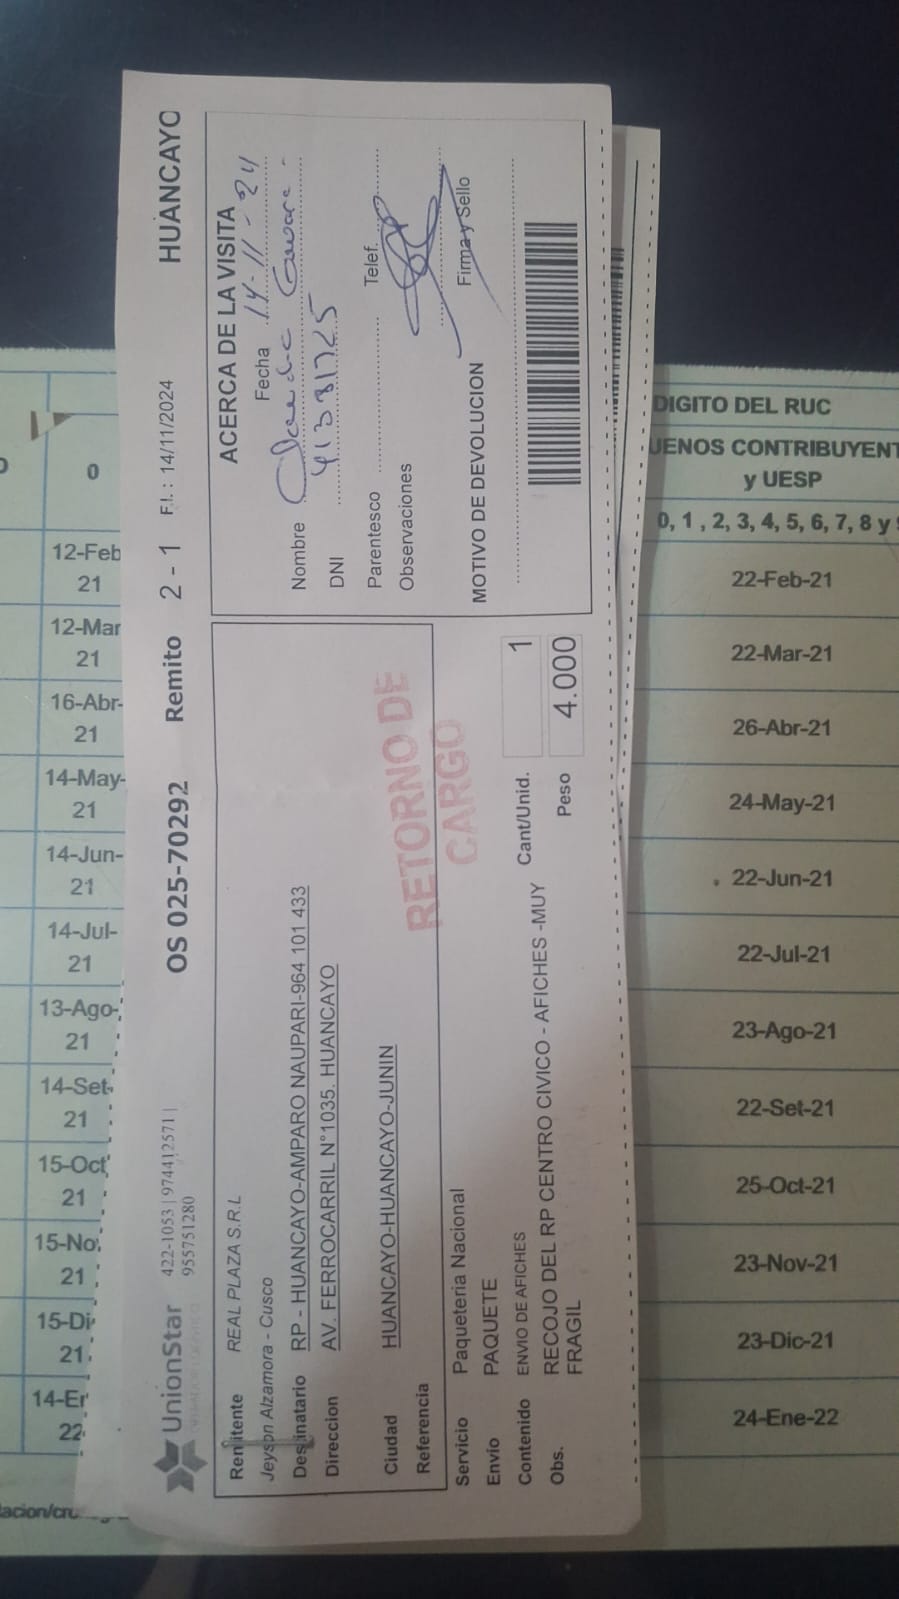 UnionStar 422-1053 | 974412571 |
955751280
OS 025-70292 Remito 2 - 1 F.I. : 14/11/2024 HUANCAYO
Remitente REAL PLAZA S.R.L
Jeyson Alzamora - Cusco
Destinatario RP - HUANCAYO-AMPARO NAUPARI-964 101 433
Direccion AV. FERROCARRIL N°1035. HUANCAYO
Ciudad HUANCAYO-HUANCAYO-JUNIN
Referencia
RETORNO DE
CARGO
Servicio Paqueteria Nacional
Envio PAQUETE
Contenido ENVIO DE AFICHES Cant/Unid. 1
Obs. RECOJO DEL RP CENTRO CIVICO - AFICHES -MUY
FRAGIL
Peso 4.000
ACERCA DE LA VISITA
Fecha 14-11-24
Nombre
DNI 41331725
Parentesco Telef.
Observaciones
Firma y Sello
MOTIVO DE DEVOLUCION
DIGITO DEL RUC
y UESP
0, 1 , 2, 3, 4, 5, 6, 7, 8 y
0
12-Feb
21
22-Feb-21
12-Mar
21
22-Mar-21
16-Abr-
21
26-Abr-21
14-May-
21
24-May-21
14-Jun-
21
22-Jun-21
14-Jul-
21
22-Jul-21
13-Ago-
21
23-Ago-21
14-Set-
21
22-Set-21
15-Oct
21
25-Oct-21
15-No
21
23-Nov-21
15-Di
21
23-Dic-21
14-En
22
24-Ene-22